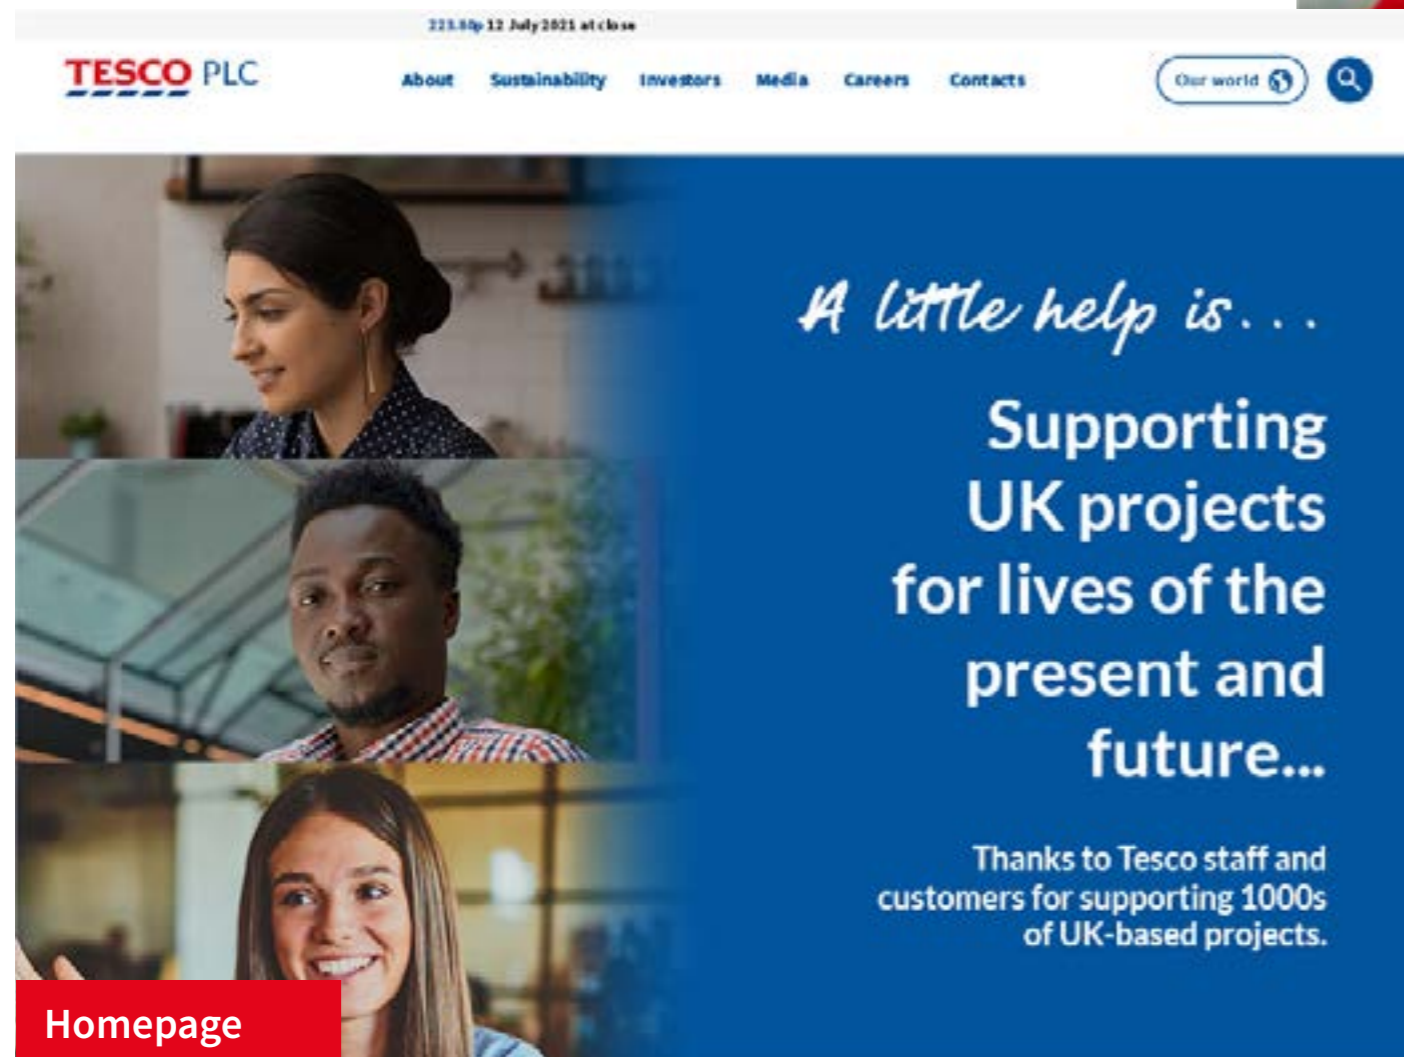 223.80p 12 July 2021 at close
TESCO PLC
About Sustainability Investors Media Careers Contacts
Our world
A little help is...
Supporting
UK projects
for lives of the
present and
future...
Thanks to Tesco staff and
customers for supporting 1000s
of UK-based projects.
Homepage